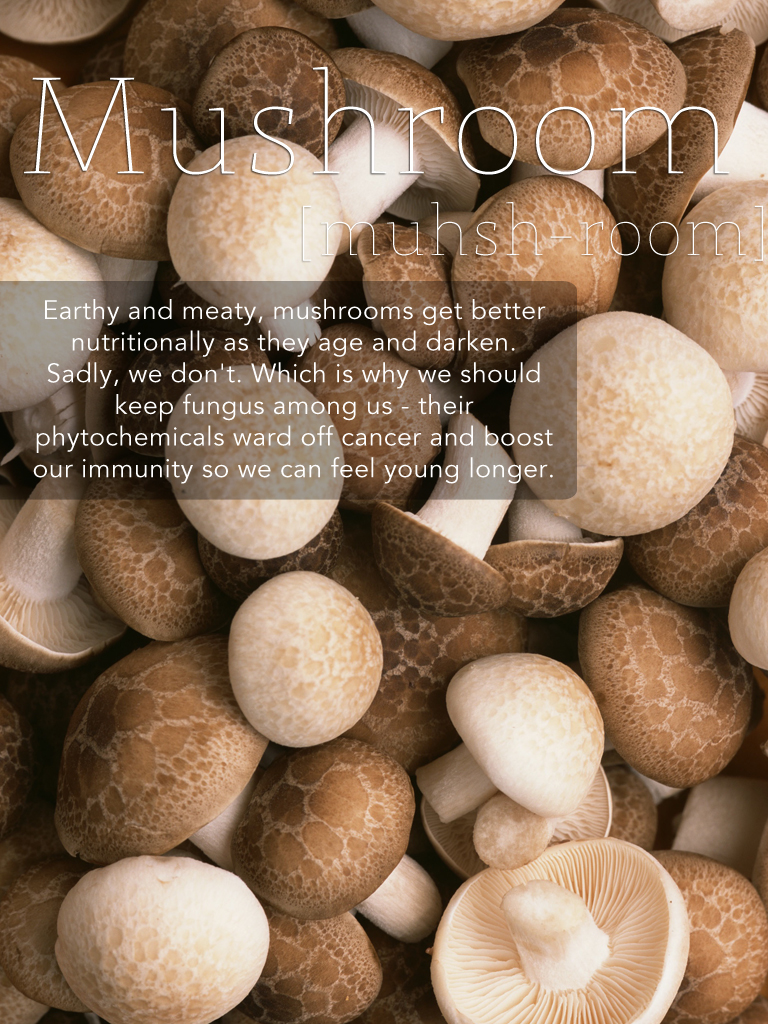 Mushroom
[muhsh-room]
Earthy and meaty, mushrooms get better
nutritionally as they age and darken.
Sadly, we don't. Which is why we should
keep fungus among us - their
phytochemicals ward off cancer and boost
our immunity so we can feel young longer.